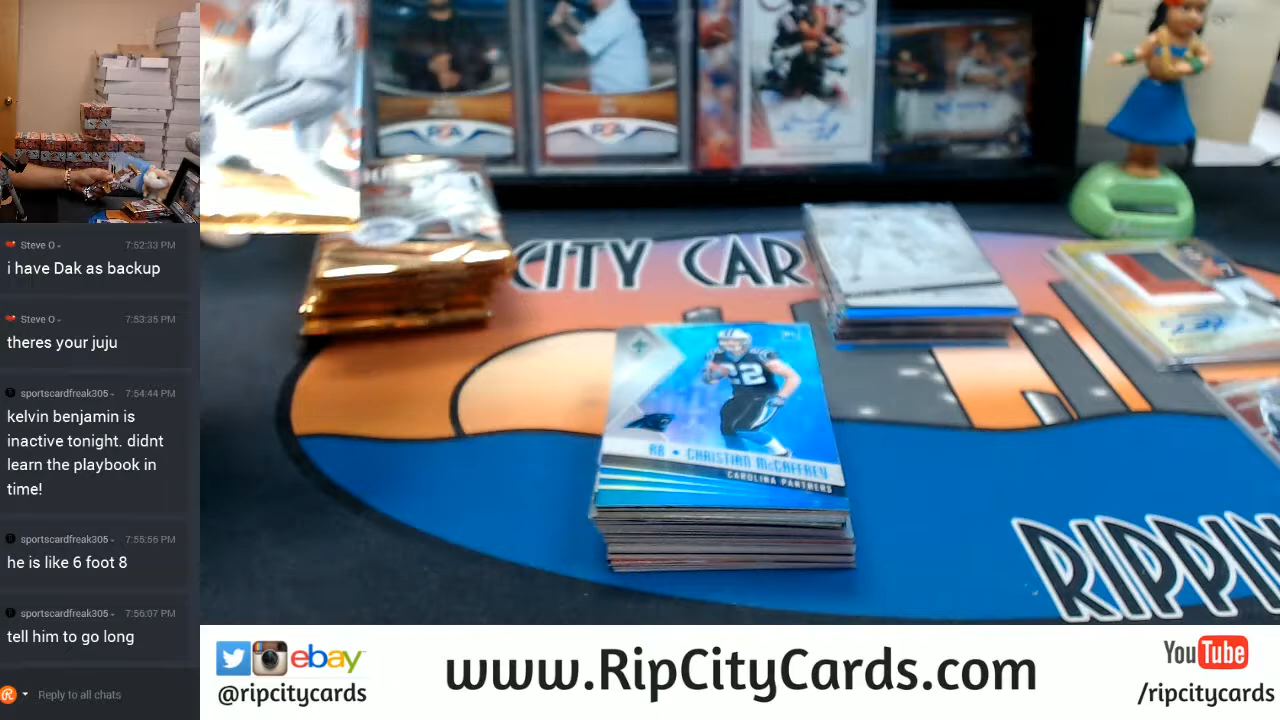 Steve O
7:52:33 PM
i have Dak as backup
Steve O
7:53:35 PM
theres your juju
sportscardfreak305
7:54:44 PM
kelvin benjamin is
inactive tonight. didnt
learn the playbook in
time!
sportscardfreak305
7:55:56 PM
he is like 6 foot 8
sportscardfreak305
7:56:07 PM
tell him to go long
Reply to all chats
CITY CAR
22
RB • CHRISTIAN McCAFFREY
CAROLINA PANTHERS
RIPPIN
ebay
@ripcitycards
www.RipCityCards.com
YouTube
/ripcitycards